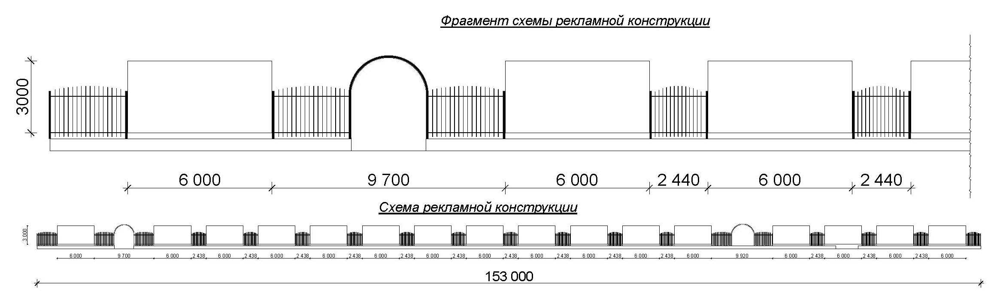 Фрагмент схемы рекламной конструкции
3000
6 000 9 700 6 000 2 440 6 000 2 440
Схема рекламной конструкции
3 000
6 000 9 700 6 000 2 438 6 000 2 438 6 000 2 438 6 000 2 438 6 000 2 438 6 000 2 438 6 000 2 438 6 000 2 438 6 000 2 438 6 000 2 438 6 000 9 920 6 000 2 438 6 000 2 438 6 000 2 438 6 000
153 000